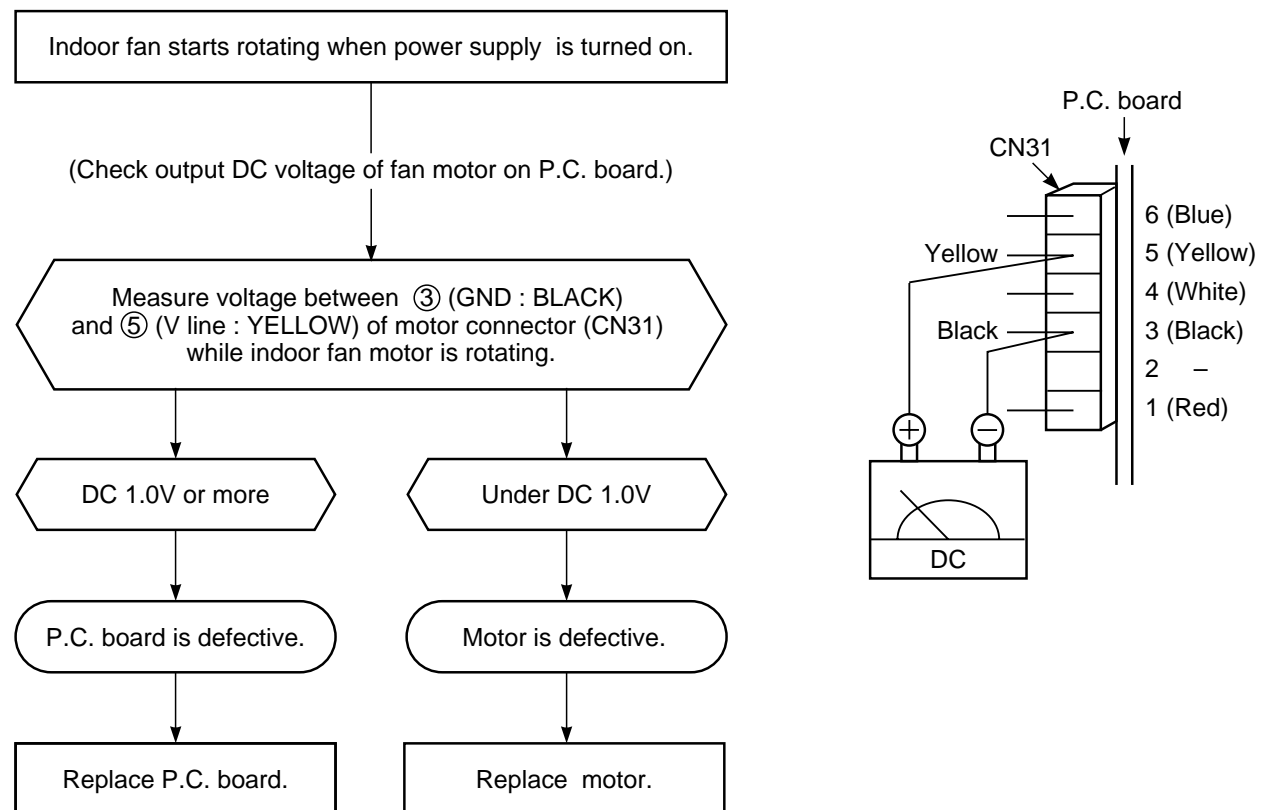 Indoor fan starts rotating when power supply is turned on.
(Check output DC voltage of fan motor on P.C. board.)
Measure voltage between ③ (GND : BLACK)
and ⑤ (V line : YELLOW) of motor connector (CN31)
while indoor fan motor is rotating.
DC 1.0V or more
Under DC 1.0V
P.C. board is defective.
Motor is defective.
Replace P.C. board.
Replace motor.
P.C. board
CN31
6 (Blue)
Yellow
5 (Yellow)
4 (White)
Black
3 (Black)
2 –
1 (Red)
+ −
DC